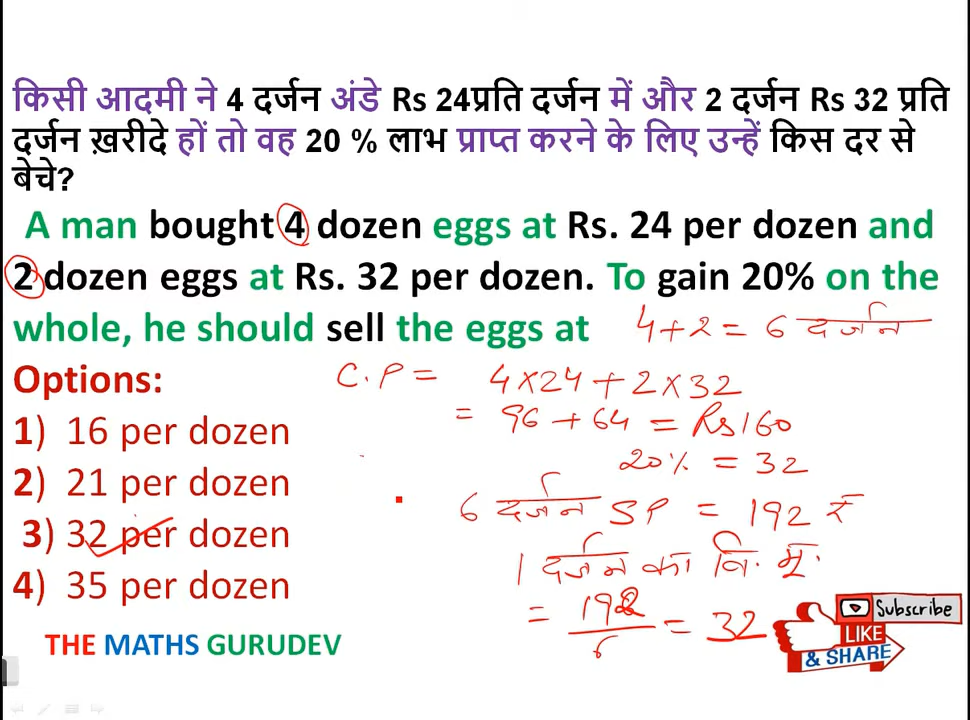 किसी आदमी ने 4 दर्जन अंडे Rs 24प्रति दर्जन में और 2 दर्जन Rs 32 प्रति
दर्जन ख़रीदे हों तो वह 20 % लाभ प्राप्त करने के लिए उन्हें किस दर से
बेचे?
A man bought 4 dozen eggs at Rs. 24 per dozen and
2 dozen eggs at Rs. 32 per dozen. To gain 20% on the
whole, he should sell the eggs at
4+2 = 6 दर्जन
Options:
C.P = 4×24+2×32
= 96+64 = Rs160
1) 16 per dozen
20% = 32
2) 21 per dozen
6 दर्जन SP = 192 ₹
3) 32 per dozen
1 दर्जन का वि. मू.
4) 35 per dozen
= 192/6 = 32
Subscribe
LIKE
& SHARE
THE MATHS GURUDEV